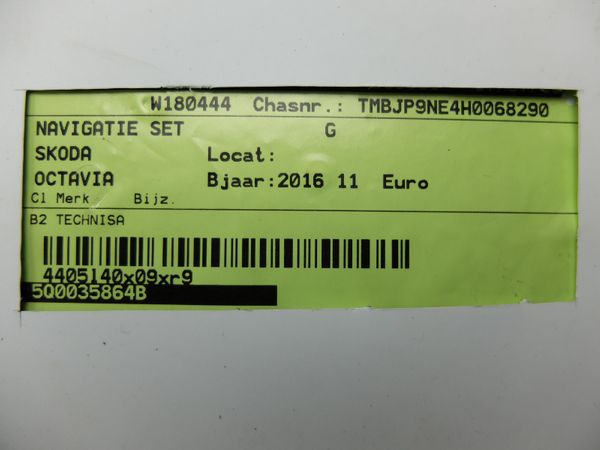 W180444 Chasnr.: TMBJP9NE4H0068290
NAVIGATIE SET G
SKODA Locat:
OCTAVIA Bjaar:2016 11 Euro
Cl Merk Bijz.
B2 TECHNISA
4405140x09xr9
5Q0035864B